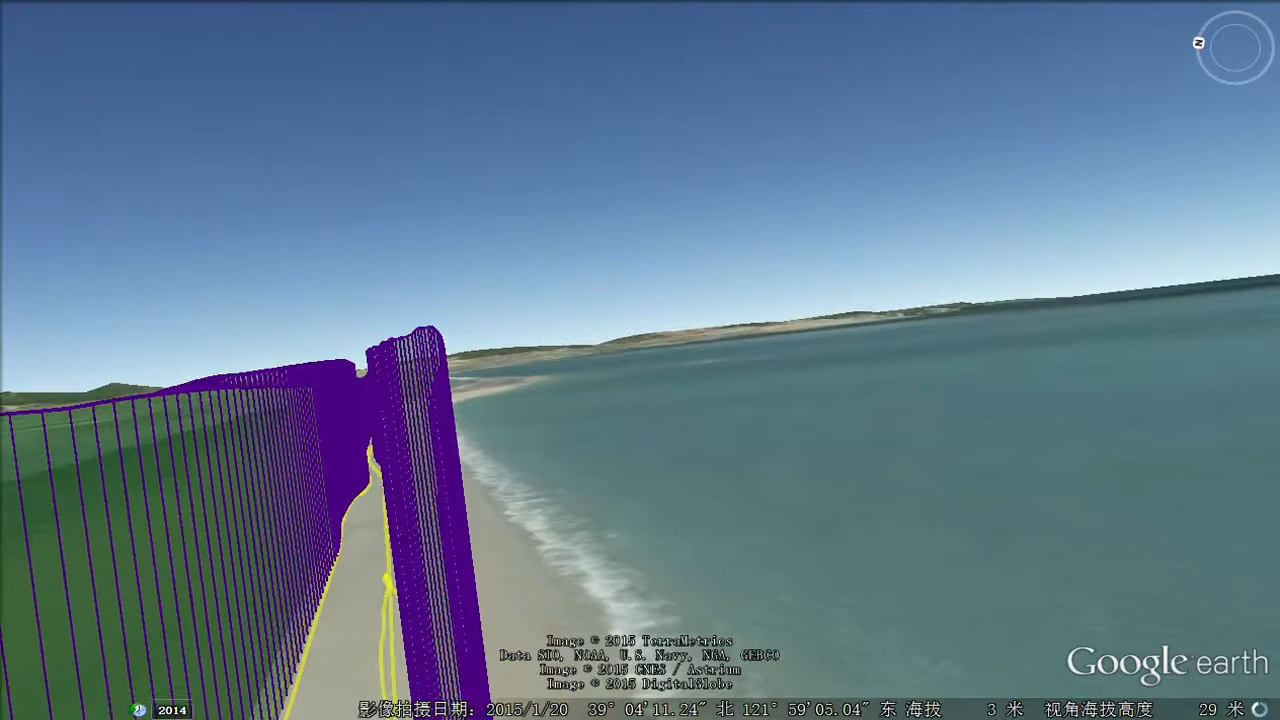 N
Image © 2015 TerraMetrics
Data SIO, NOAA, U.S. Navy, NGA, GEBCO
Image © 2015 CNES / Astrium
Image © 2015 DigitalGlobe
Google earth
2014
影像拍摄日期: 2015/1/20 39° 04'11.24" 北 121° 59'05.04" 东 海拔 3 米 视角海拔高度 29 米